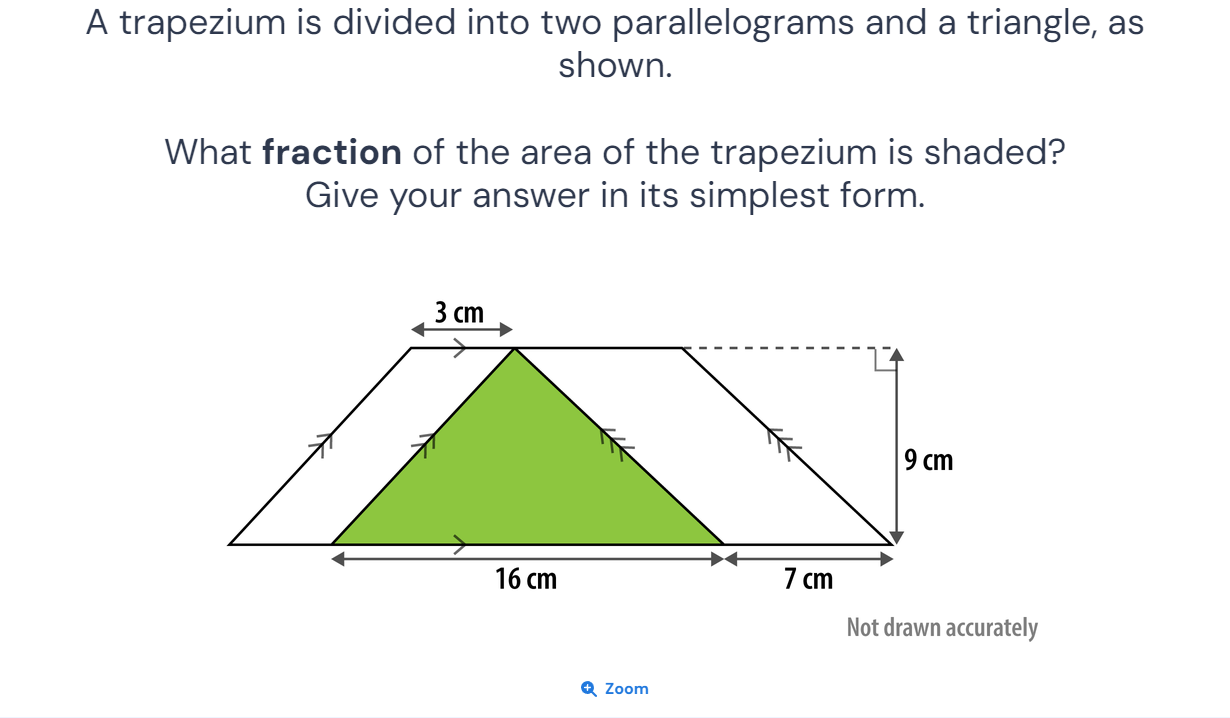 A trapezium is divided into two parallelograms and a triangle, as
shown.
What fraction of the area of the trapezium is shaded?
Give your answer in its simplest form.
3 cm
9 cm
16 cm
7 cm
Not drawn accurately
Zoom